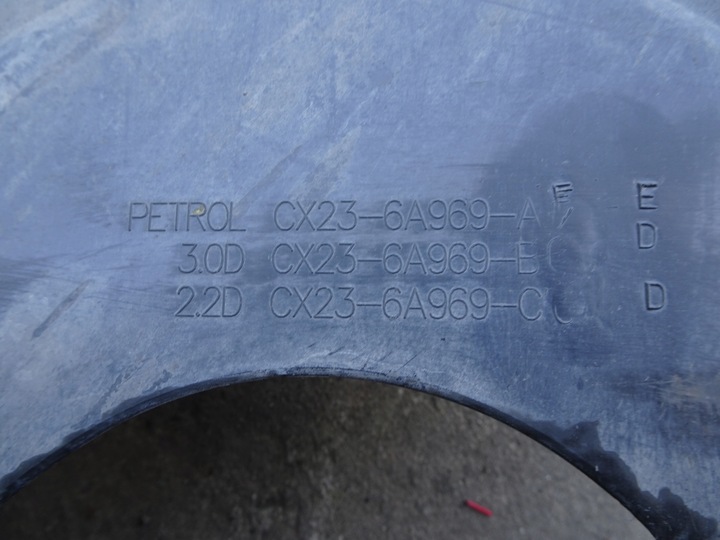 PETROL CX23-6A969-A E
3.0D CX23-6A969-B D
2.2D CX23-6A969-C D